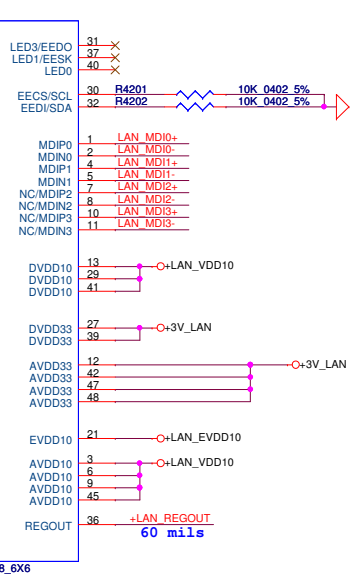 LED3/EEDO 31
LED1/EESK 37
LED0 40
EECS/SCL 30 R4201 10K_0402_5%
EEDI/SDA 32 R4202 10K_0402_5%
MDIP0 1 LAN_MDI0+
MDIN0 2 LAN_MDI0-
MDIP1 4 LAN_MDI1+
MDIN1 5 LAN_MDI1-
NC/MDIP2 7 LAN_MDI2+
NC/MDIN2 8 LAN_MDI2-
NC/MDIP3 10 LAN_MDI3+
NC/MDIN3 11 LAN_MDI3-
DVDD10 13 +LAN_VDD10
DVDD10 29
DVDD10 41
DVDD33 27 +3V_LAN
DVDD33 39
AVDD33 12 +3V_LAN
AVDD33 42
AVDD33 47
AVDD33 48
EVDD10 21 +LAN_EVDD10
AVDD10 3 +LAN_VDD10
AVDD10 6
AVDD10 9
AVDD10 45
REGOUT 36 +LAN_REGOUT
60 mils
8_6X6